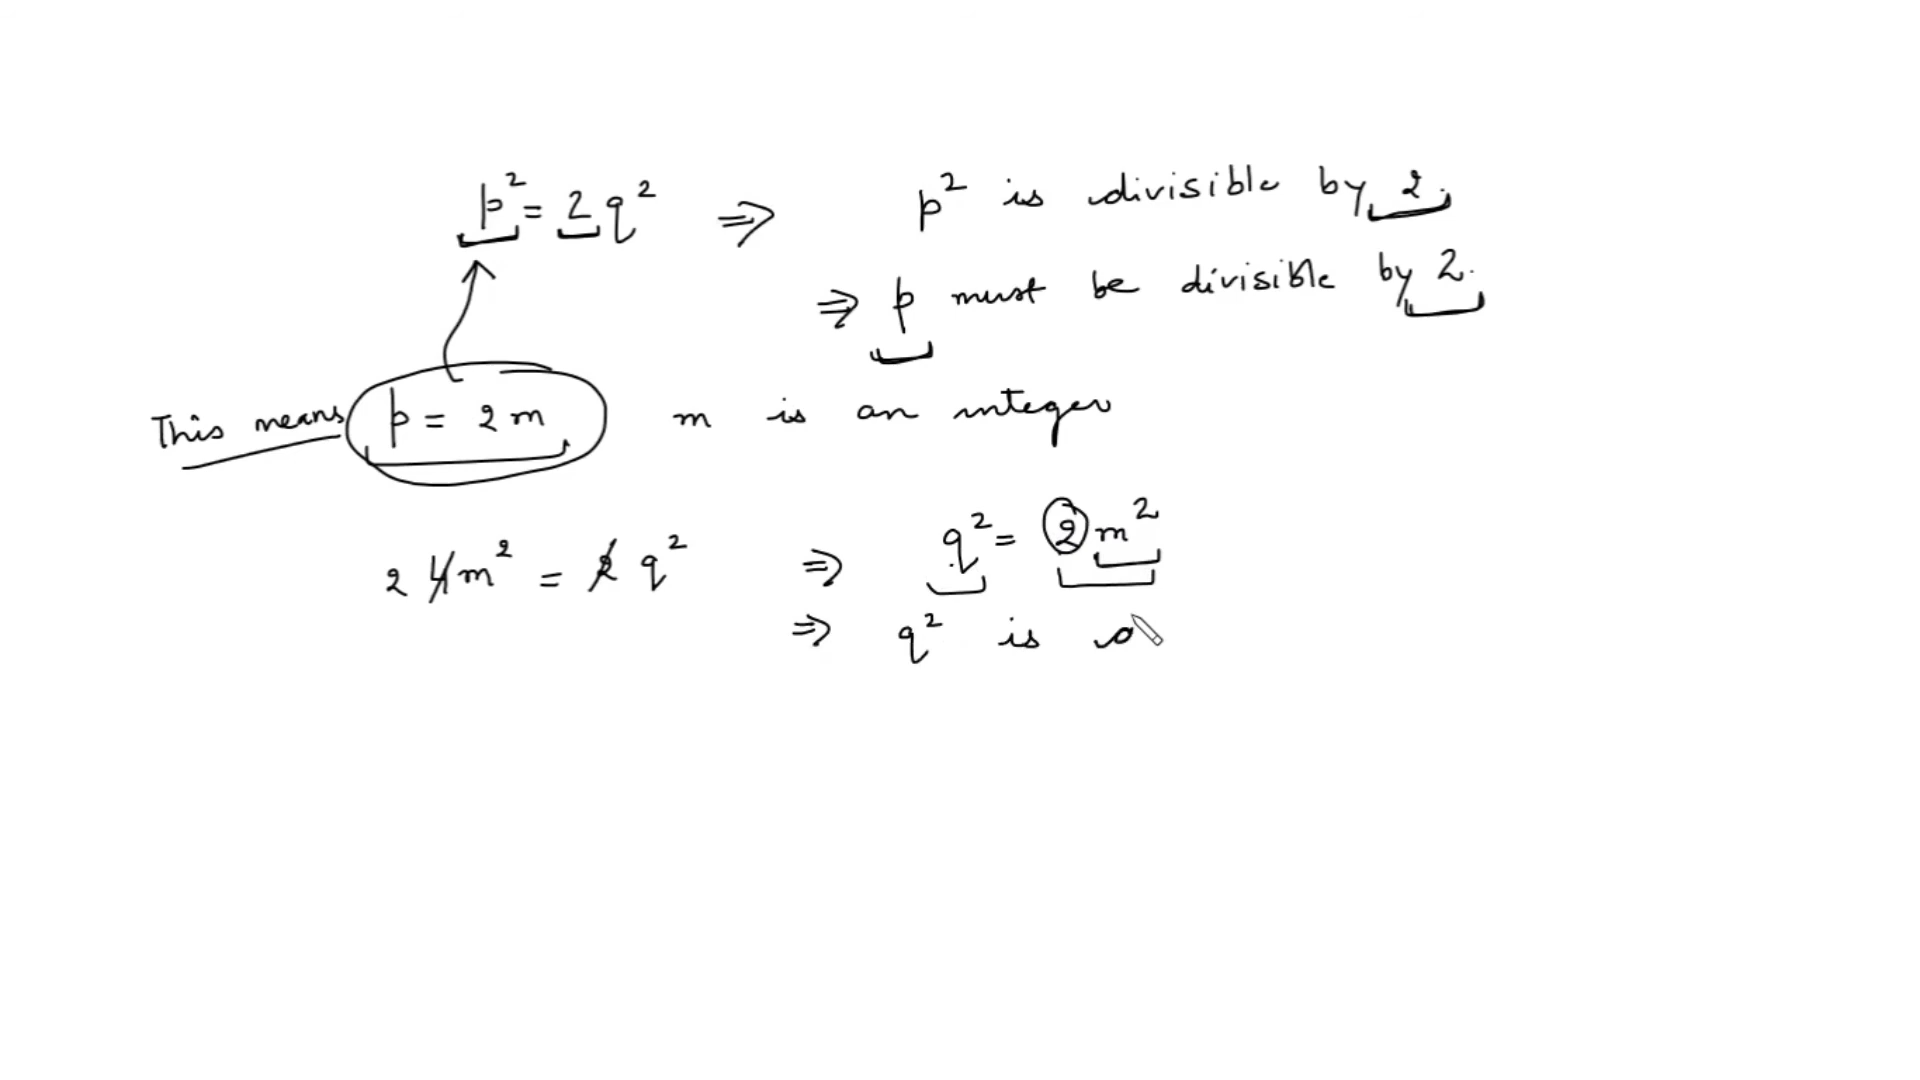 p² = 2q² ⇒ p² is divisible by 2.
⇒ p must be divisible by 2.
This means p = 2m m is an integer
2 4m² = 2 q² ⇒ q² = 2m²
⇒ q² is